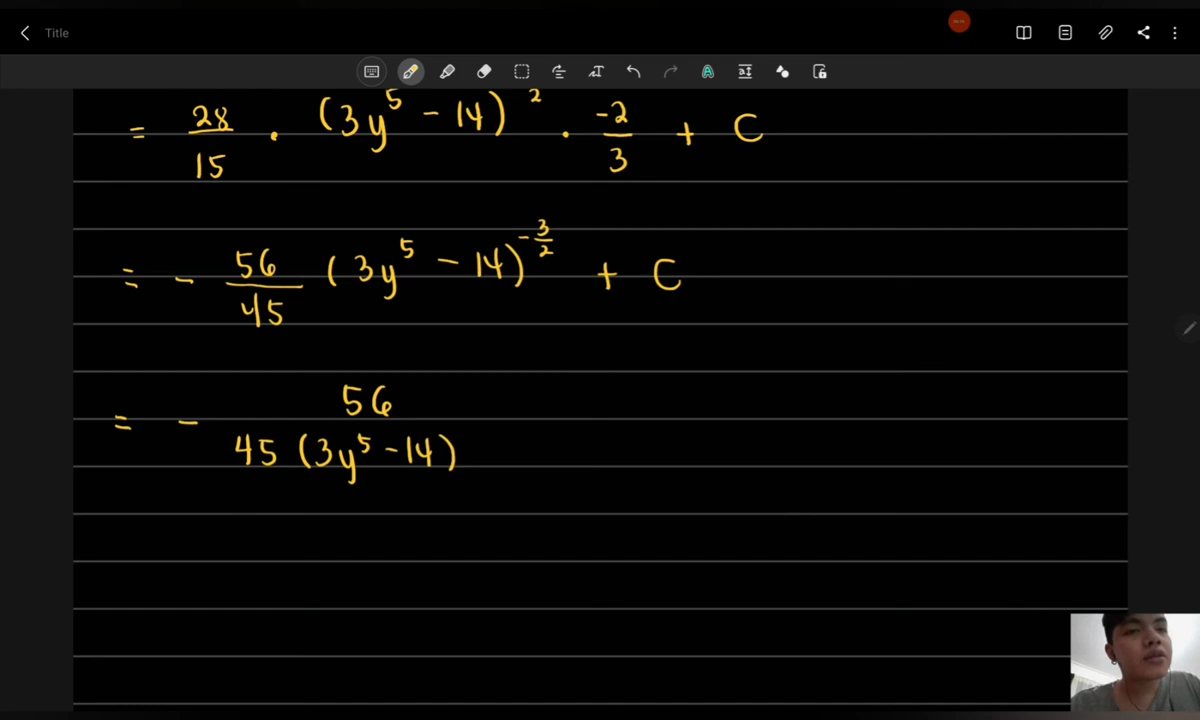 Title
= 28/15 · (3y^5 - 14)^2 · -2/3 + C
= - 56/45 (3y^5 - 14)^-3/2 + C
= - 56
45 (3y^5 - 14)